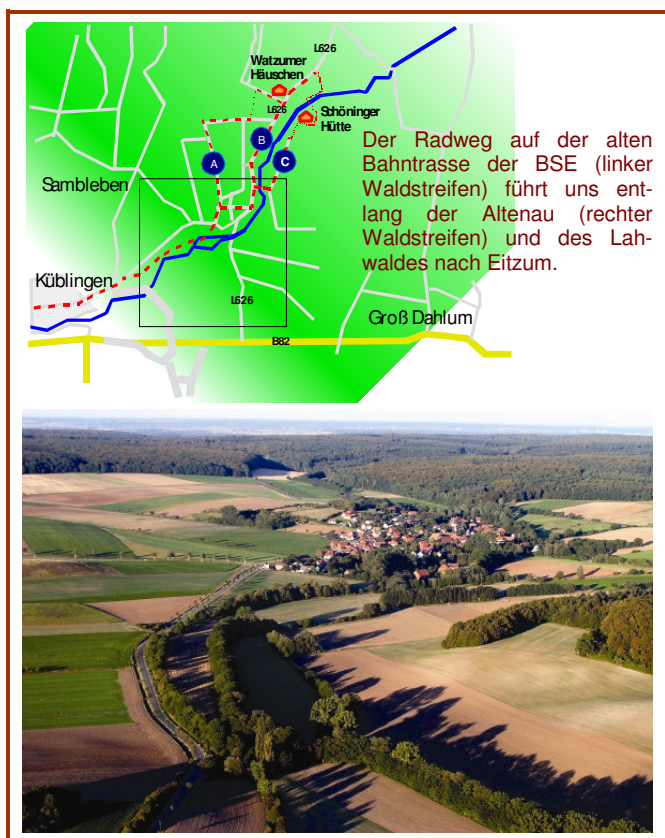 L626
Watzumer
Häuschen
L626
Schöninger
Hütte
B
A
C
Der Radweg auf der alten
Bahntrasse der BSE (linker
Waldstreifen) führt uns ent-
lang der Altenau (rechter
Waldstreifen) und des Lah-
waldes nach Eitzum.
Sambleben
Küblingen
L626
Groß Dahlum
B82